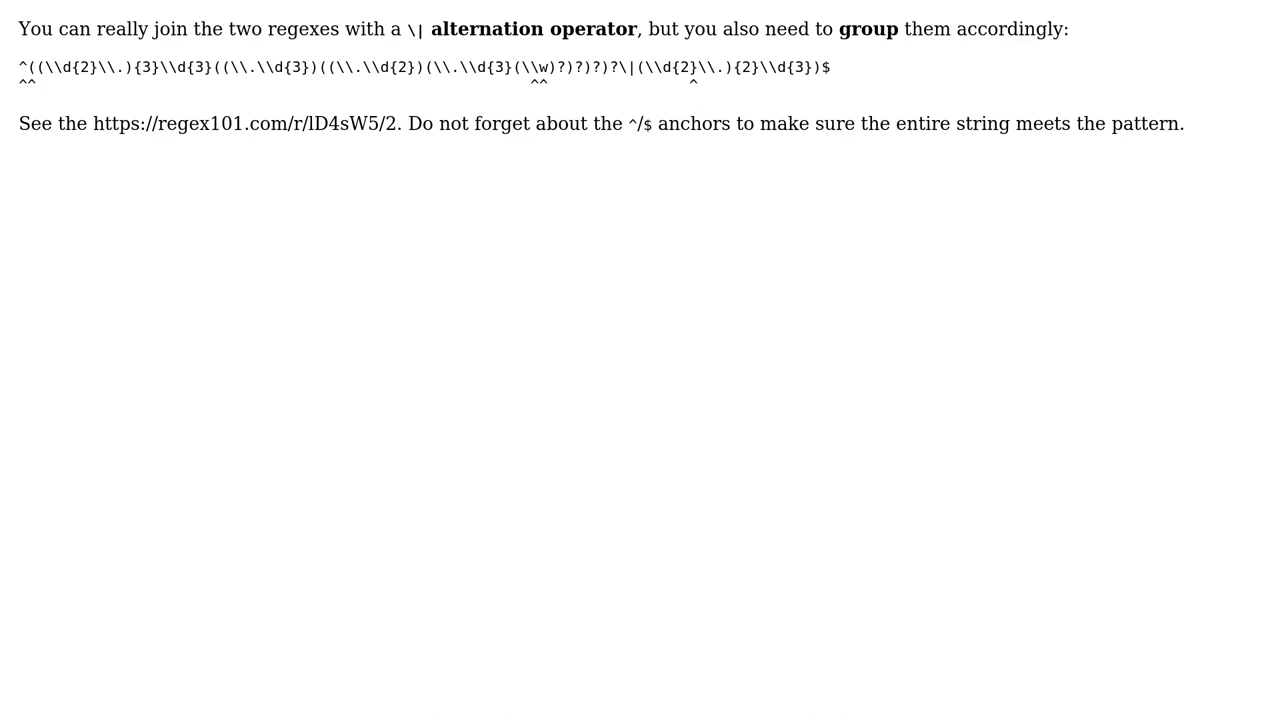 You can really join the two regexes with a \| alternation operator, but you also need to group them accordingly:
^((\\d{2}\\.){3}\\d{3}((\\.\\d{3})((\\.\\d{2})(\\.\\d{3}(\\w)?)?)?)?\|(\\d{2}\\.){2}\\d{3})$
^^                                                        ^^                ^
See the https://regex101.com/r/lD4sW5/2. Do not forget about the ^/$ anchors to make sure the entire string meets the pattern.